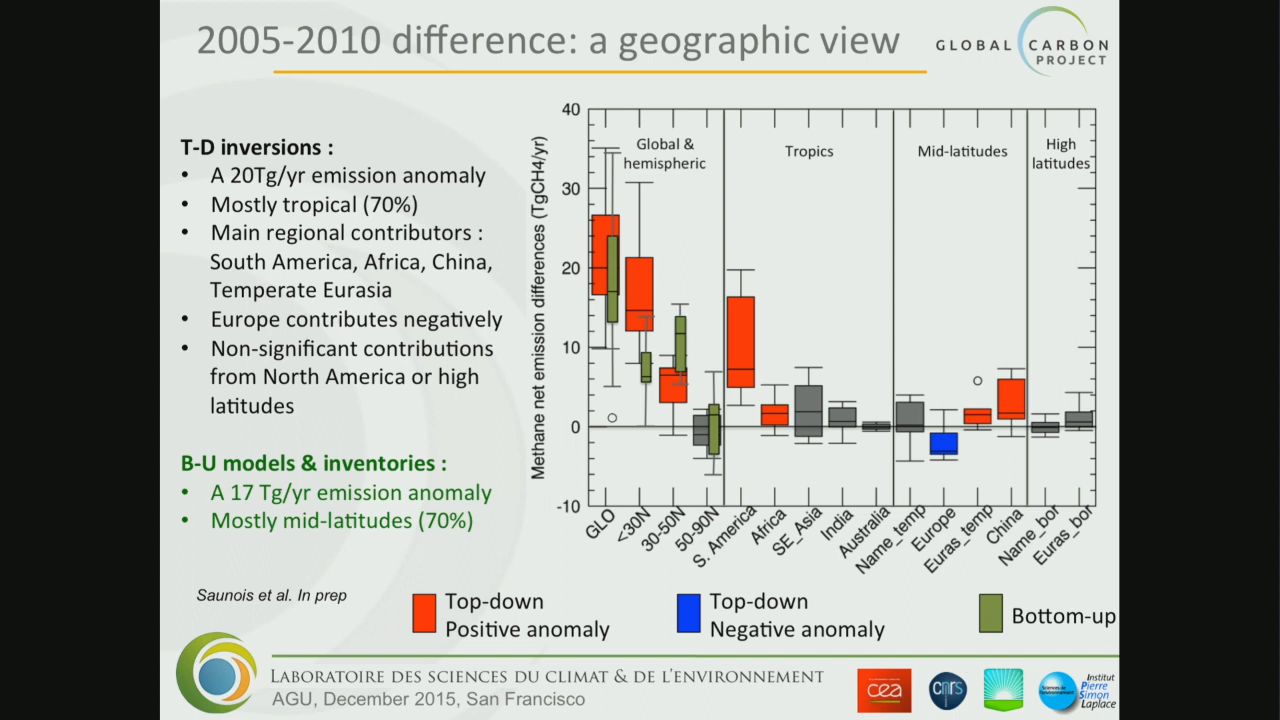 2005-2010 difference: a geographic view
GLOBAL CARBON
PROJECT
T-D inversions :
• A 20Tg/yr emission anomaly
• Mostly tropical (70%)
• Main regional contributors :
South America, Africa, China,
Temperate Eurasia
• Europe contributes negatively
• Non-significant contributions
from North America or high
latitudes
B-U models & inventories :
• A 17 Tg/yr emission anomaly
• Mostly mid-latitudes (70%)
Saunois et al. In prep
Methane net emission differences (TgCH4/yr)
40
30
20
10
0
-10
Global &
hemispheric
Tropics
Mid-latitudes
High
latitudes
GLO
<30N
30-50N
50-90N
S. America
Africa
SE_Asia
India
Australia
Name_temp
Europe
Euras_temp
China
Name_bor
Euras_bor
Top-down
Positive anomaly
Top-down
Negative anomaly
Bottom-up
LABORATOIRE DES SCIENCES DU CLIMAT & DE L'ENVIRONNEMENT
AGU, December 2015, San Francisco
cea
cnrs
Institut
Pierre
Simon
Laplace